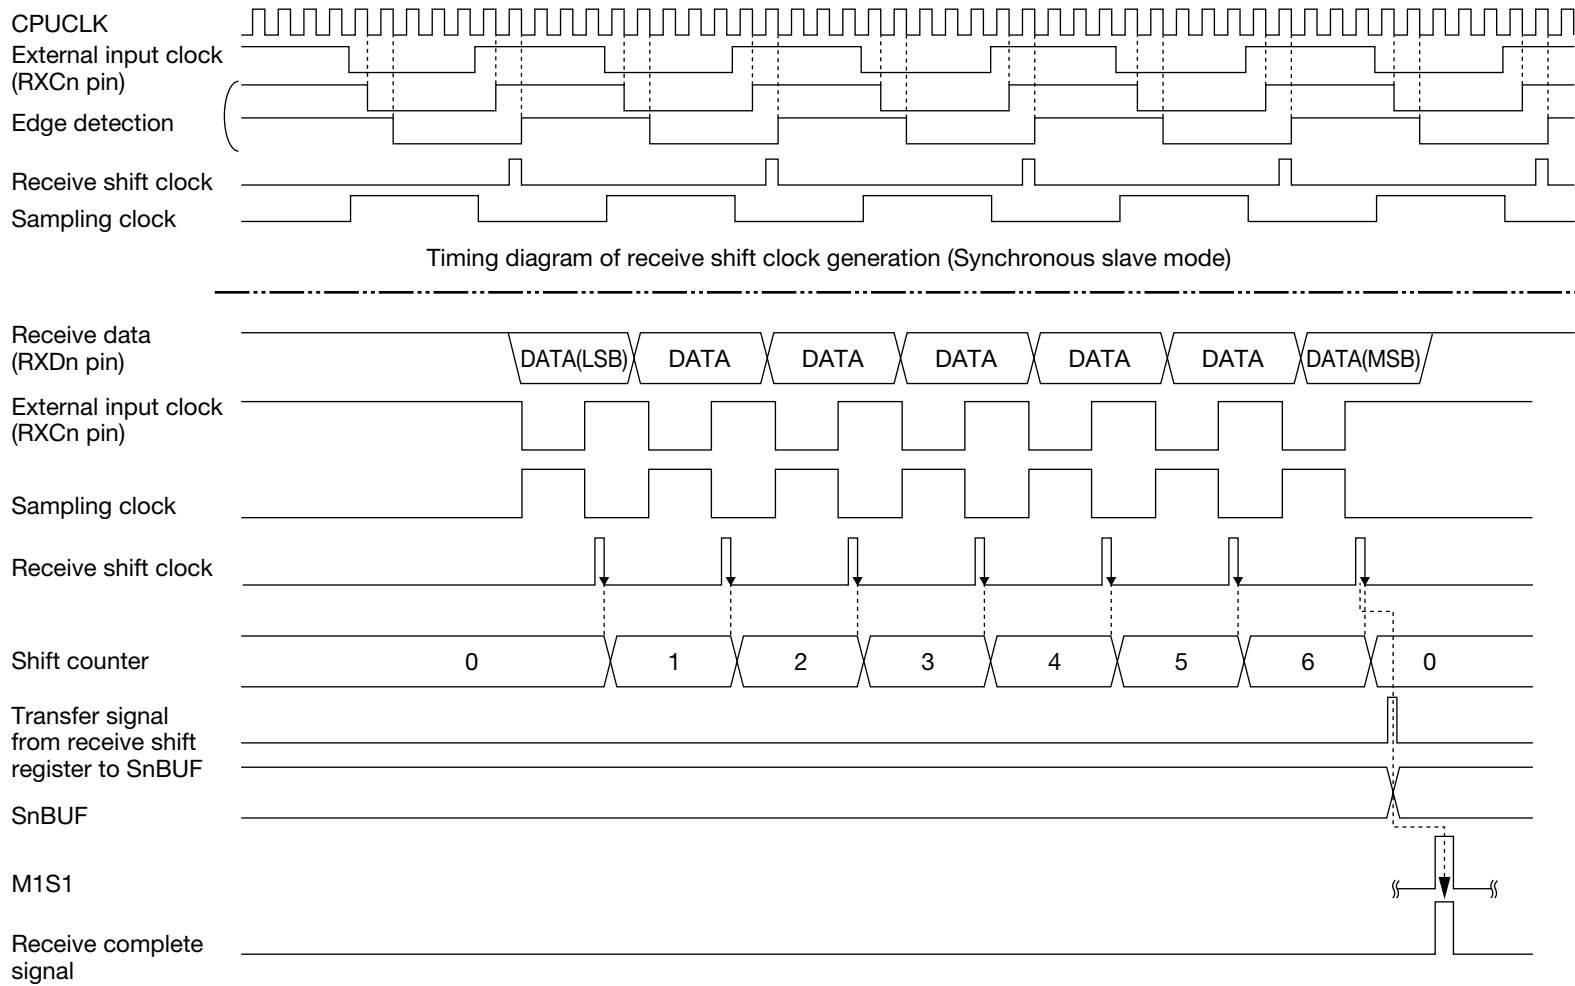 CPUCLK
External input clock
(RXCn pin)
Edge detection
Receive shift clock
Sampling clock
Timing diagram of receive shift clock generation (Synchronous slave mode)
Receive data
(RXDn pin)
DATA(LSB) DATA DATA DATA DATA DATA DATA(MSB)
External input clock
(RXCn pin)
Sampling clock
Receive shift clock
Shift counter
0 1 2 3 4 5 6 0
Transfer signal
from receive shift
register to SnBUF
SnBUF
M1S1
Receive complete
signal